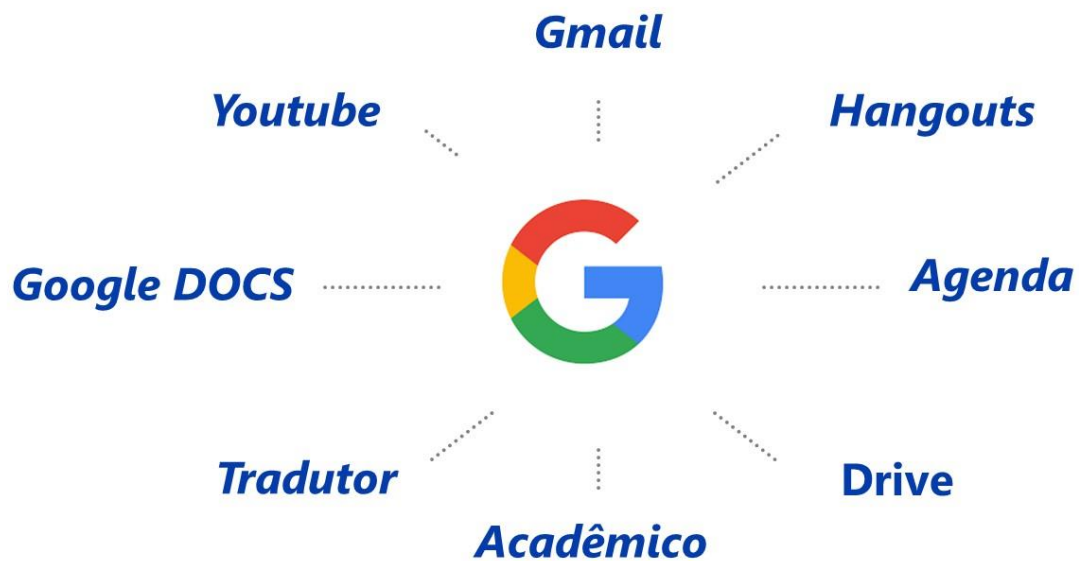 Gmail
Youtube
Hangouts
Google DOCS
Agenda
Tradutor
Drive
Acadêmico